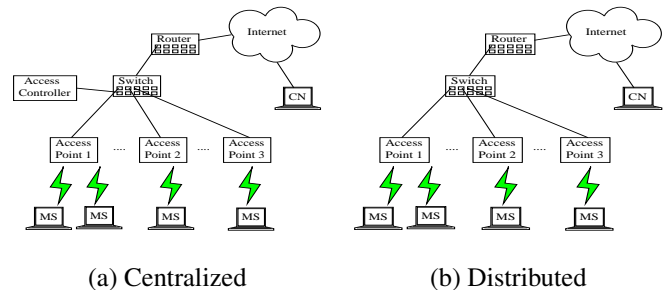 Router
Internet
Access
Controller
Switch
CN
Access
Point 1
....
Access
Point 2
....
Access
Point 3
MS
MS
MS
MS
(a) Centralized
Router
Internet
Switch
CN
Access
Point 1
....
Access
Point 2
....
Access
Point 3
MS
MS
MS
MS
(b) Distributed